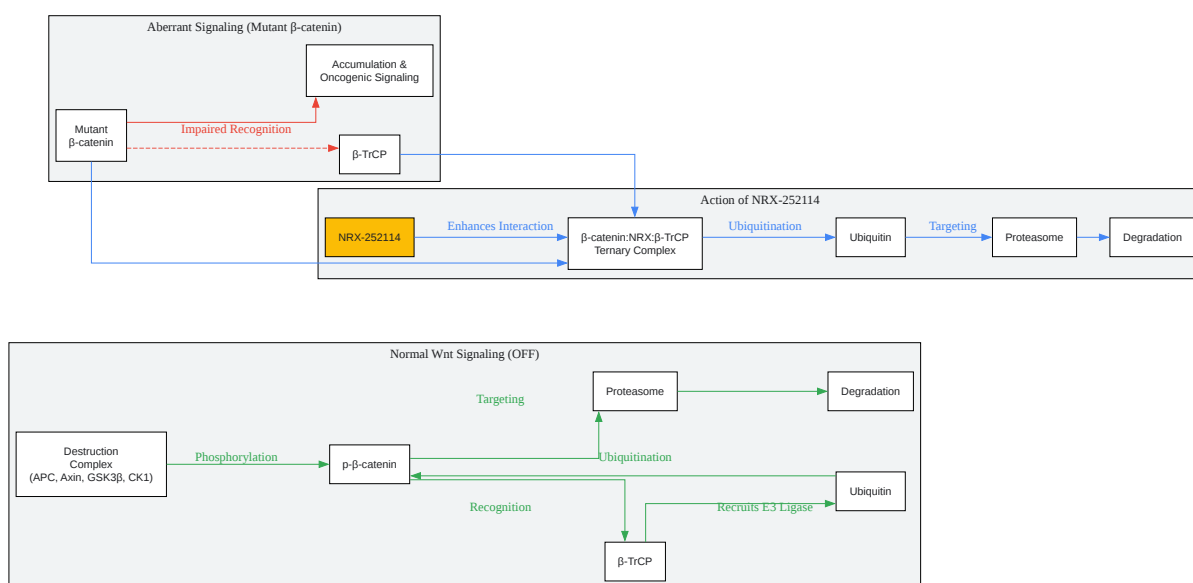 Aberrant Signaling (Mutant β-catenin)
Accumulation &
Oncogenic Signaling
Mutant
β-catenin
Impaired Recognition
β-TrCP
Action of NRX-252114
NRX-252114
Enhances Interaction
β-catenin:NRX:β-TrCP
Ternary Complex
Ubiquitination
Ubiquitin
Targeting
Proteasome
Degradation
Normal Wnt Signaling (OFF)
Proteasome
Degradation
Targeting
Destruction
Complex
(APC, Axin, GSK3β, CK1)
Phosphorylation
p-β-catenin
Ubiquitination
Ubiquitin
Recognition
Recruits E3 Ligase
β-TrCP